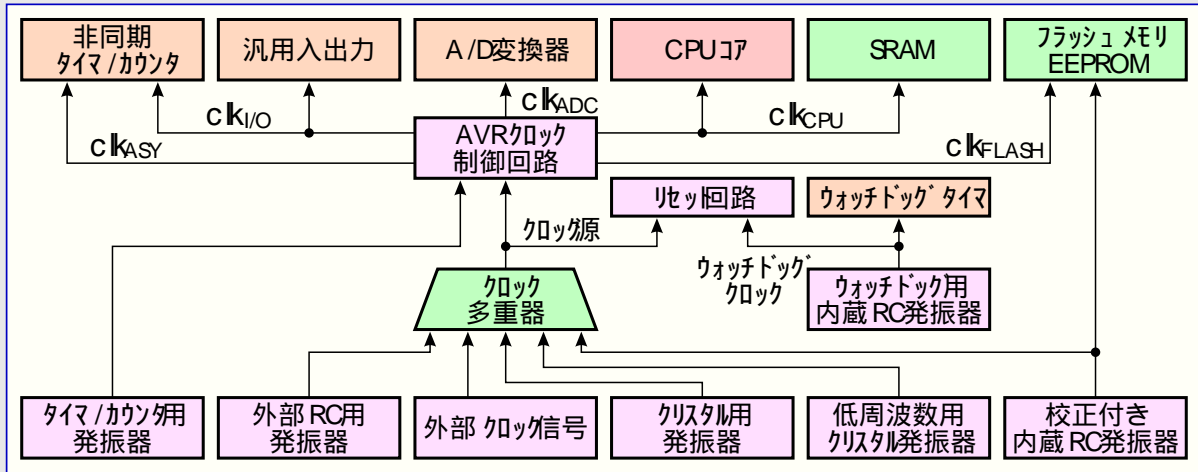 非同期
ﾀｲﾏ/ｶｳﾝﾀ
汎用入出力
A/D変換器
CPUｺｱ
SRAM
ﾌﾗｯｼｭ ﾒﾓﾘ
EEPROM
clkI/O
clkADC
clkCPU
clkASY
AVRｸﾛｯｸ
制御回路
clkFLASH
ﾘｾｯﾄ回路
ｳｫｯﾁﾄﾞｯｸﾞ ﾀｲﾏ
ｸﾛｯｸ源
ｳｫｯﾁﾄﾞｯｸﾞ
ｸﾛｯｸ
ｸﾛｯｸ
多重器
ｳｫｯﾁﾄﾞｯｸﾞ用
内蔵RC発振器
ﾀｲﾏ/ｶｳﾝﾀ用
発振器
外部RC用
発振器
外部ｸﾛｯｸ信号
ｸﾘｽﾀﾙ用
発振器
低周波数用
ｸﾘｽﾀﾙ発振器
校正付き
内蔵RC発振器